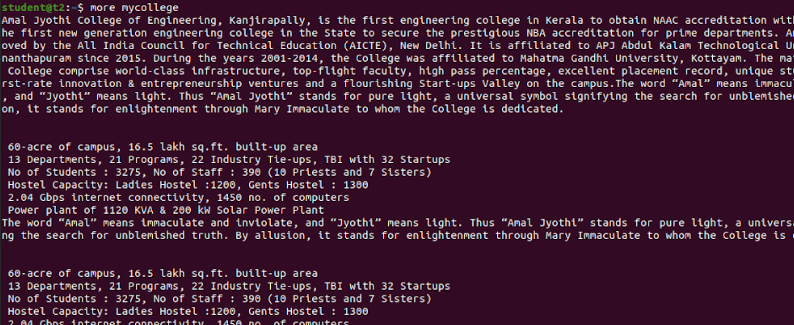 student@t2:~$ more mycollege
Amal Jyothi College of Engineering, Kanjirapally, is the first engineering college in Kerala to obtain NAAC accreditation wit
he first new generation engineering college in the State to secure the prestigious NBA accreditation for prime departments. A
oved by the All India Council for Technical Education (AICTE), New Delhi. It is affiliated to APJ Abdul Kalam Technological U
nanthapuram since 2015. During the years 2001-2014, the College was affiliated to Mahatma Gandhi University, Kottayam. The ma
 College comprise world-class infrastructure, top-flight faculty, high pass percentage, excellent placement record, unique st
rst-rate innovation & entrepreneurship ventures and a flourishing Start-ups Valley on the campus.The word “Amal” means immacul
, and “Jyothi” means light. Thus “Amal Jyothi” stands for pure light, a universal symbol signifying the search for unblemishe
on, it stands for enlightenment through Mary Immaculate to whom the College is dedicated.
60-acre of campus, 16.5 lakh sq.ft. built-up area
13 Departments, 21 Programs, 22 Industry Tie-ups, TBI with 32 Startups
No of Students : 3275, No of Staff : 390 (10 Priests and 7 Sisters)
Hostel Capacity: Ladies Hostel :1200, Gents Hostel : 1300
2.04 Gbps internet connectivity, 1450 no. of computers
Power plant of 1120 KVA & 200 kW Solar Power Plant
The word “Amal” means immaculate and inviolate, and “Jyothi” means light. Thus “Amal Jyothi” stands for pure light, a univers
ng the search for unblemished truth. By allusion, it stands for enlightenment through Mary Immaculate to whom the College is
60-acre of campus, 16.5 lakh sq.ft. built-up area
13 Departments, 21 Programs, 22 Industry Tie-ups, TBI with 32 Startups
No of Students : 3275, No of Staff : 390 (10 Priests and 7 Sisters)
Hostel Capacity: Ladies Hostel :1200, Gents Hostel : 1300
2.04 Gbps internet connectivity, 1450 no. of computers